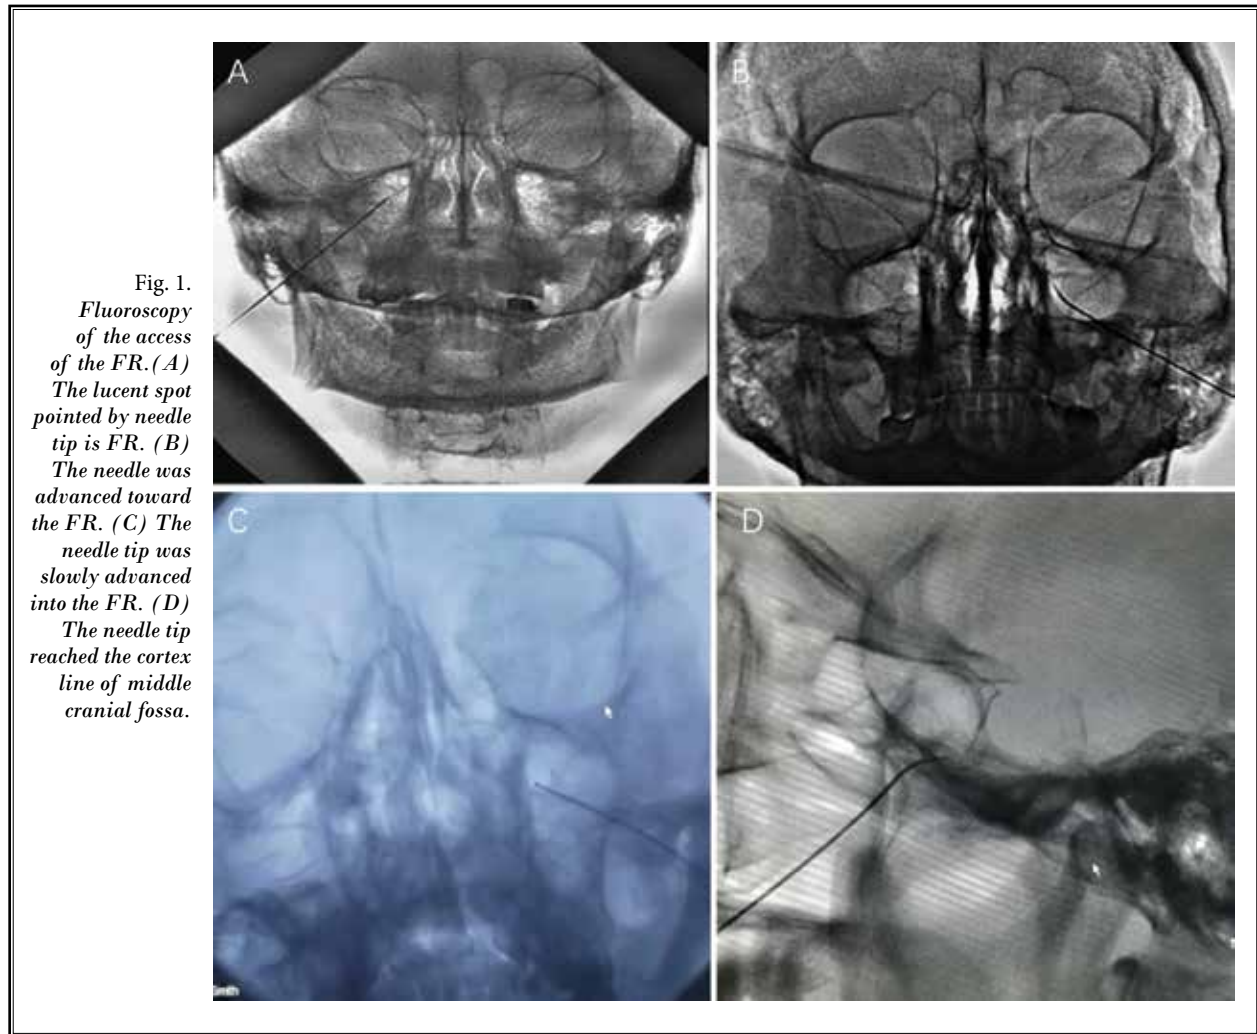 Fig. 1.
Fluoroscopy
of the access
of the FR.(A)
The lucent spot
pointed by needle
tip is FR. (B)
The needle was
advanced toward
the FR. (C) The
needle tip was
slowly advanced
into the FR. (D)
The needle tip
reached the cortex
line of middle
cranial fossa.
A
B
C
D